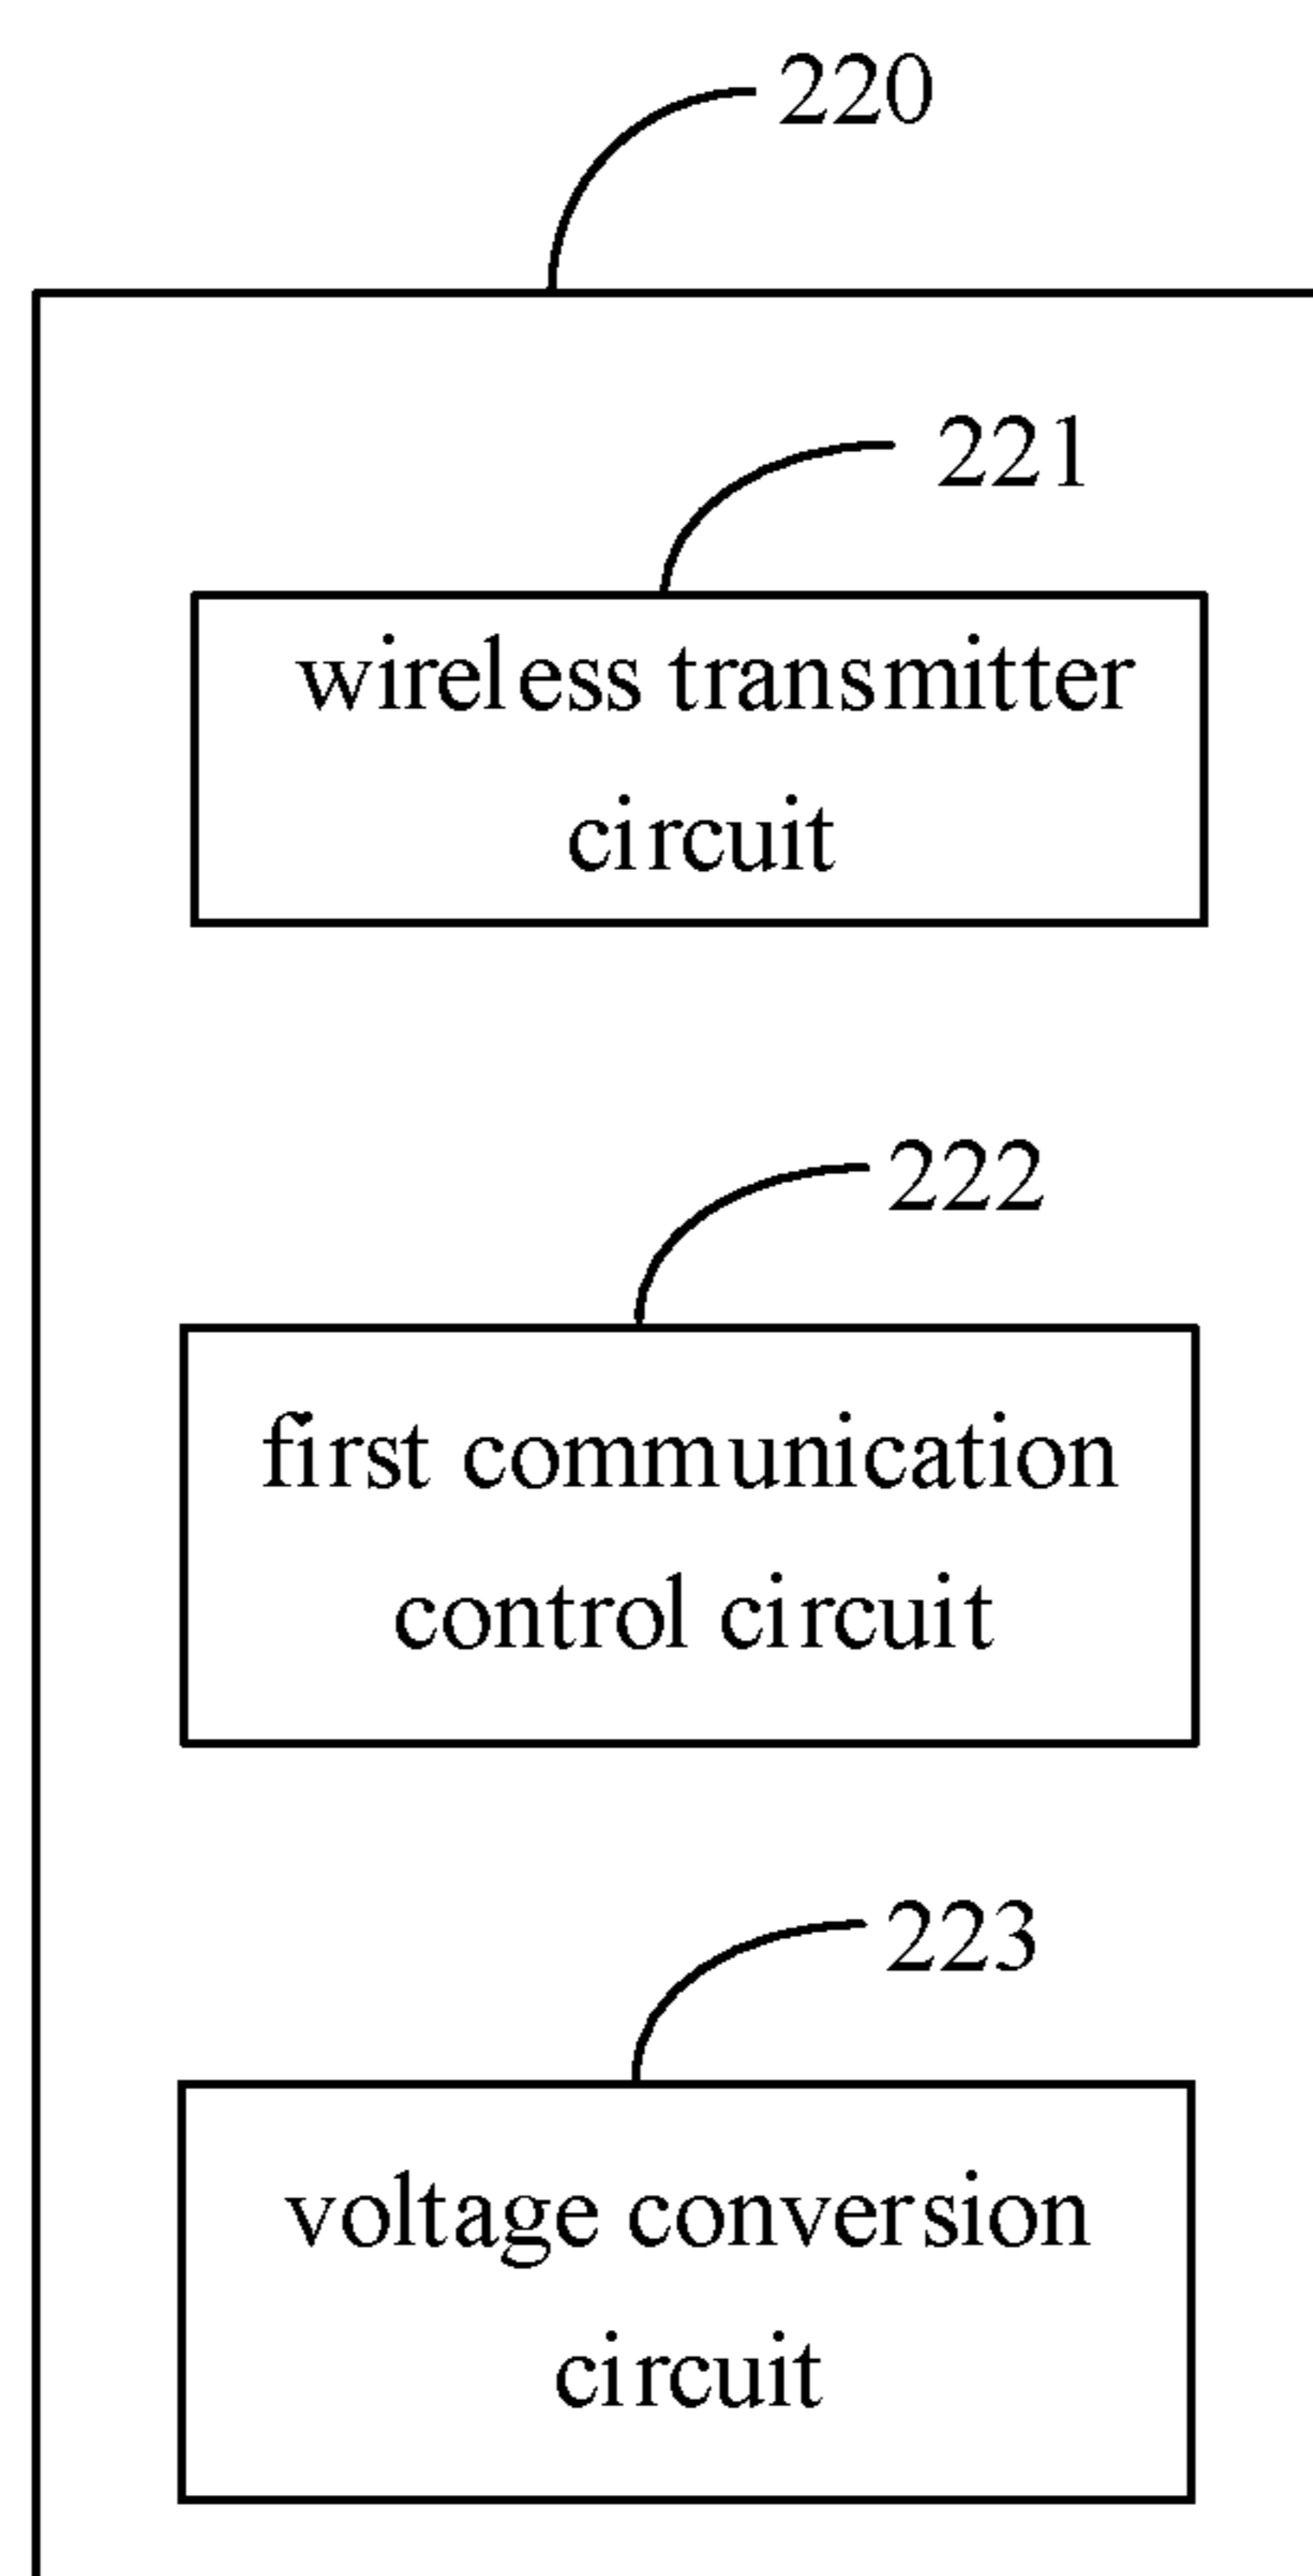 220
221
wireless transmitter
circuit
222
first communication
control circuit
223
voltage conversion
circuit